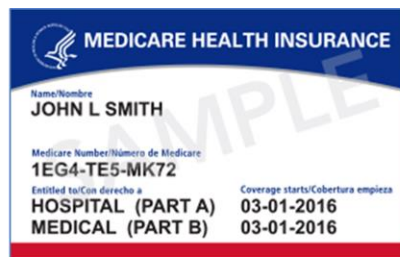 MEDICARE HEALTH INSURANCE
Name/Nombre
JOHN L SMITH
Medicare Number/Número de Medicare
1EG4-TE5-MK72
Entitled to/Con derecho a Coverage starts/Cobertura empieza
HOSPITAL (PART A) 03-01-2016
MEDICAL (PART B) 03-01-2016
SAMPLE